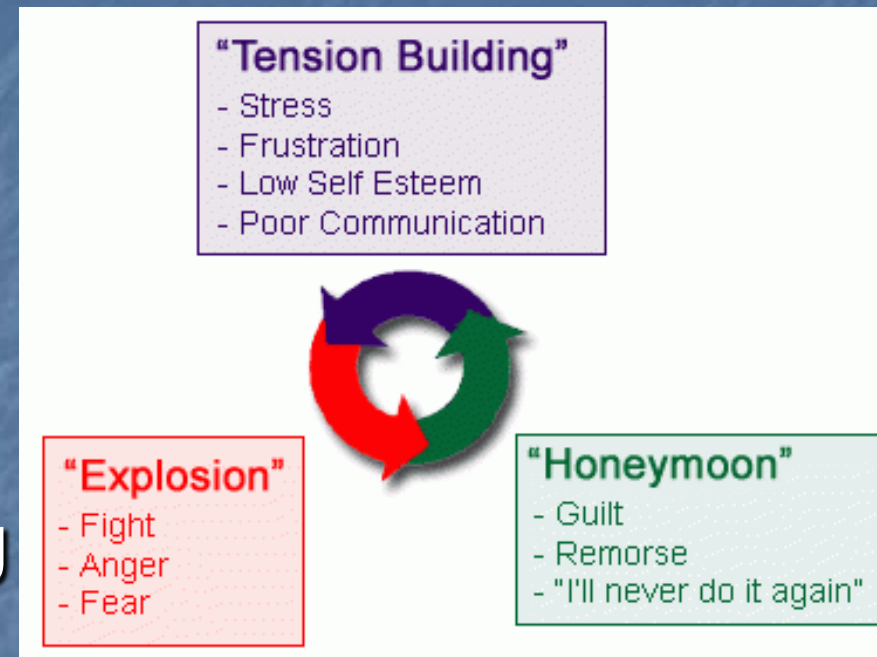 “Tension Building”
- Stress
- Frustration
- Low Self Esteem
- Poor Communication
“Explosion”
- Fight
- Anger
- Fear
“Honeymoon”
- Guilt
- Remorse
- "I'll never do it again"